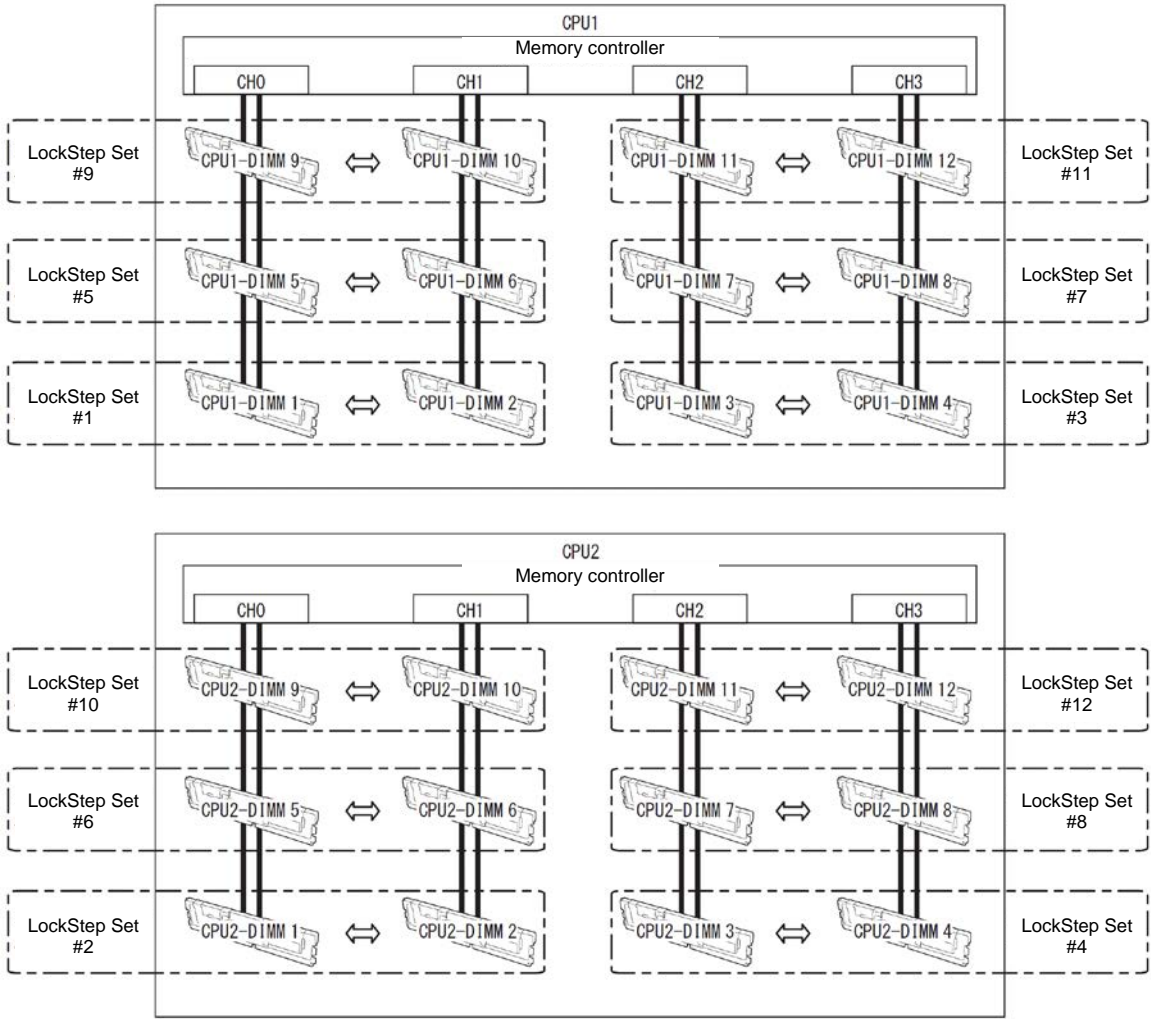 CPU1
Memory controller
CH0 CH1 CH2 CH3
LockStep Set
#9
CPU1-DIMM 9 CPU1-DIMM 10 CPU1-DIMM 11 CPU1-DIMM 12
LockStep Set
#11
LockStep Set
#5
CPU1-DIMM 5 CPU1-DIMM 6 CPU1-DIMM 7 CPU1-DIMM 8
LockStep Set
#7
LockStep Set
#1
CPU1-DIMM 1 CPU1-DIMM 2 CPU1-DIMM 3 CPU1-DIMM 4
LockStep Set
#3
CPU2
Memory controller
CH0 CH1 CH2 CH3
LockStep Set
#10
CPU2-DIMM 9 CPU2-DIMM 10 CPU2-DIMM 11 CPU2-DIMM 12
LockStep Set
#12
LockStep Set
#6
CPU2-DIMM 5 CPU2-DIMM 6 CPU2-DIMM 7 CPU2-DIMM 8
LockStep Set
#8
LockStep Set
#2
CPU2-DIMM 1 CPU2-DIMM 2 CPU2-DIMM 3 CPU2-DIMM 4
LockStep Set
#4